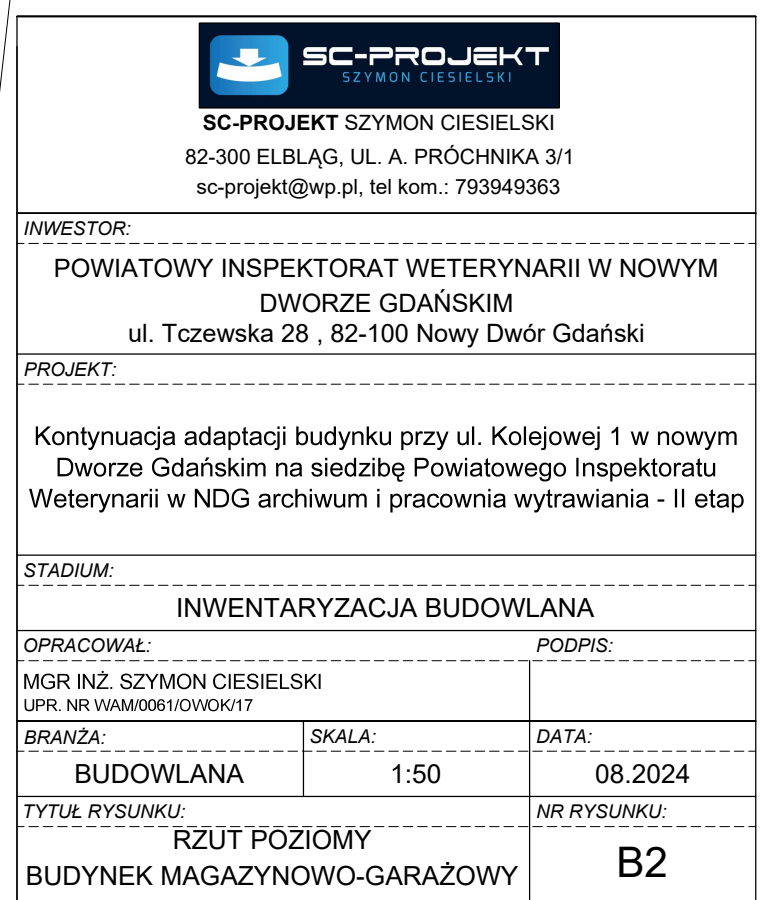 SC-PROJEKT
SZYMON CIESIELSKI
SC-PROJEKT SZYMON CIESIELSKI
82-300 ELBLĄG, UL. A. PRÓCHNIKA 3/1
sc-projekt@wp.pl, tel kom.: 793949363
INWESTOR:
POWIATOWY INSPEKTORAT WETERYNARII W NOWYM
DWORZE GDAŃSKIM
ul. Tczewska 28 , 82-100 Nowy Dwór Gdański
PROJEKT:
Kontynuacja adaptacji budynku przy ul. Kolejowej 1 w nowym
Dworze Gdańskim na siedzibę Powiatowego Inspektoratu
Weterynarii w NDG archiwum i pracownia wytrawiania - II etap
STADIUM:
INWENTARYZACJA BUDOWLANA
OPRACOWAŁ: PODPIS:
MGR INŻ. SZYMON CIESIELSKI
UPR. NR WAM/0061/OWOK/17
BRANŻA: SKALA: DATA:
BUDOWLANA 1:50 08.2024
TYTUŁ RYSUNKU: NR RYSUNKU:
RZUT POZIOMY
BUDYNEK MAGAZYNOWO-GARAŻOWY
B2